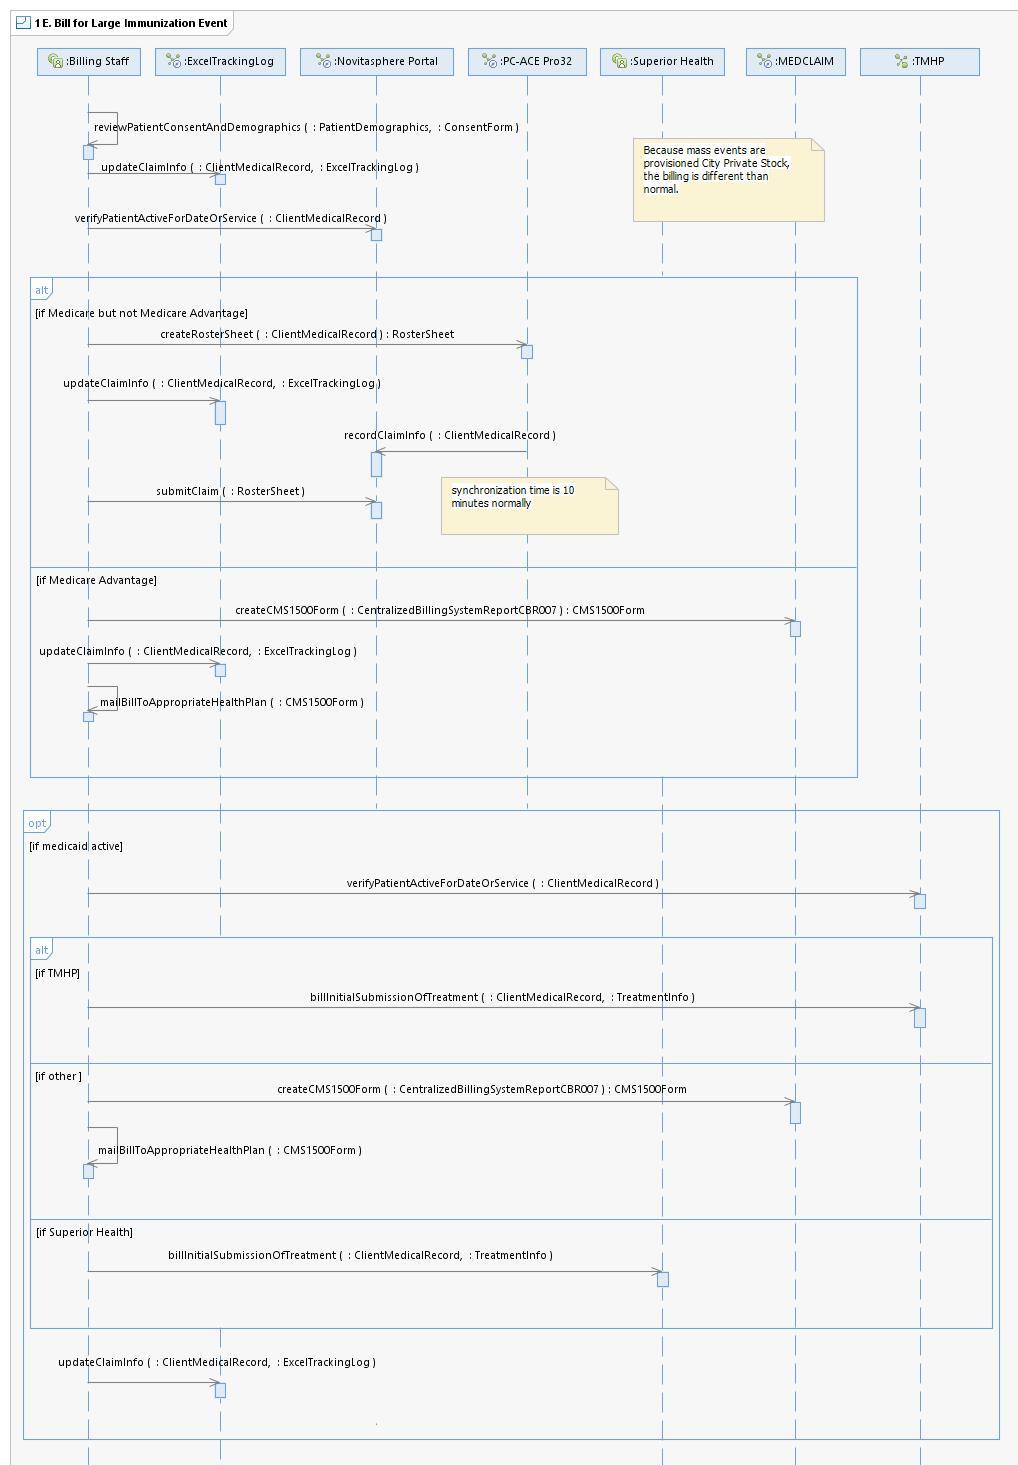 1 E. Bill for Large Immunization Event
:Billing Staff
:ExcelTrackingLog
:Novitasphere Portal
:PC-ACE Pro32
:Superior Health
:MEDCLAIM
:TMHP
reviewPatientConsentAndDemographics ( : PatientDemographics, : ConsentForm )
Because mass events are
provisioned City Private Stock,
the billing is different than
normal.
updateClaimInfo ( : ClientMedicalRecord, : ExcelTrackingLog )
verifyPatientActiveForDateOrService ( : ClientMedicalRecord )
alt
[if Medicare but not Medicare Advantage]
createRosterSheet ( : ClientMedicalRecord ) : RosterSheet
updateClaimInfo ( : ClientMedicalRecord, : ExcelTrackingLog )
recordClaimInfo ( : ClientMedicalRecord )
submitClaim ( : RosterSheet )
synchronization time is 10
minutes normally
[if Medicare Advantage]
createCMS1500Form ( : CentralizedBillingSystemReportCBR007 ) : CMS1500Form
updateClaimInfo ( : ClientMedicalRecord, : ExcelTrackingLog )
mailBillToAppropriateHealthPlan ( : CMS1500Form )
opt
[if medicaid active]
verifyPatientActiveForDateOrService ( : ClientMedicalRecord )
alt
[if TMHP]
billInitialSubmissionOfTreatment ( : ClientMedicalRecord, : TreatmentInfo )
[if other ]
createCMS1500Form ( : CentralizedBillingSystemReportCBR007 ) : CMS1500Form
mailBillToAppropriateHealthPlan ( : CMS1500Form )
[if Superior Health]
billInitialSubmissionOfTreatment ( : ClientMedicalRecord, : TreatmentInfo )
updateClaimInfo ( : ClientMedicalRecord, : ExcelTrackingLog )